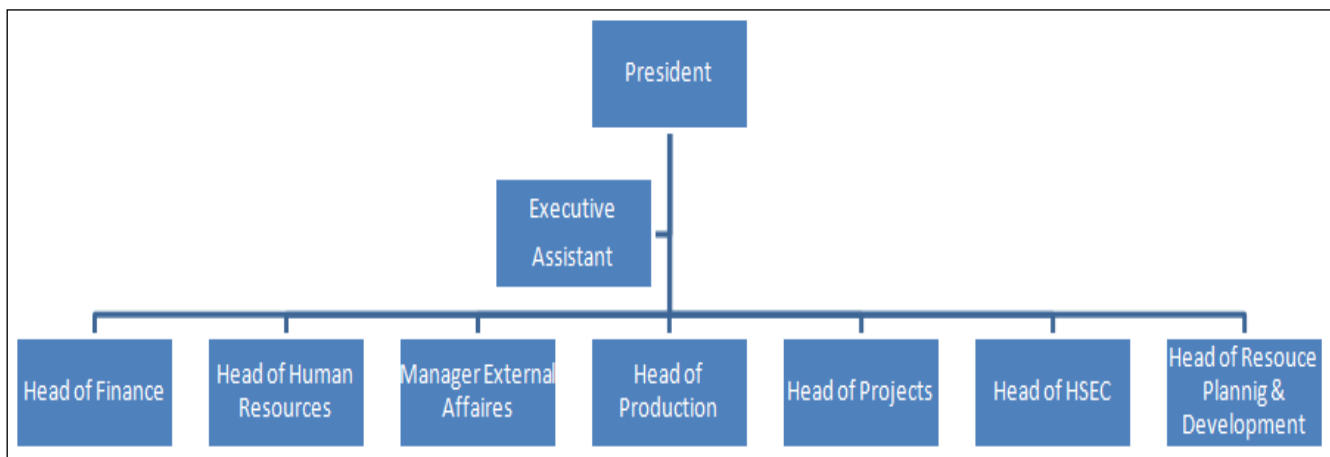 President
Executive
Assistant
Head of Finance
Head of Human
Resources
Manager External
Affaires
Head of
Production
Head of Projects
Head of HSEC
Head of Resouce
Plannig &
Development